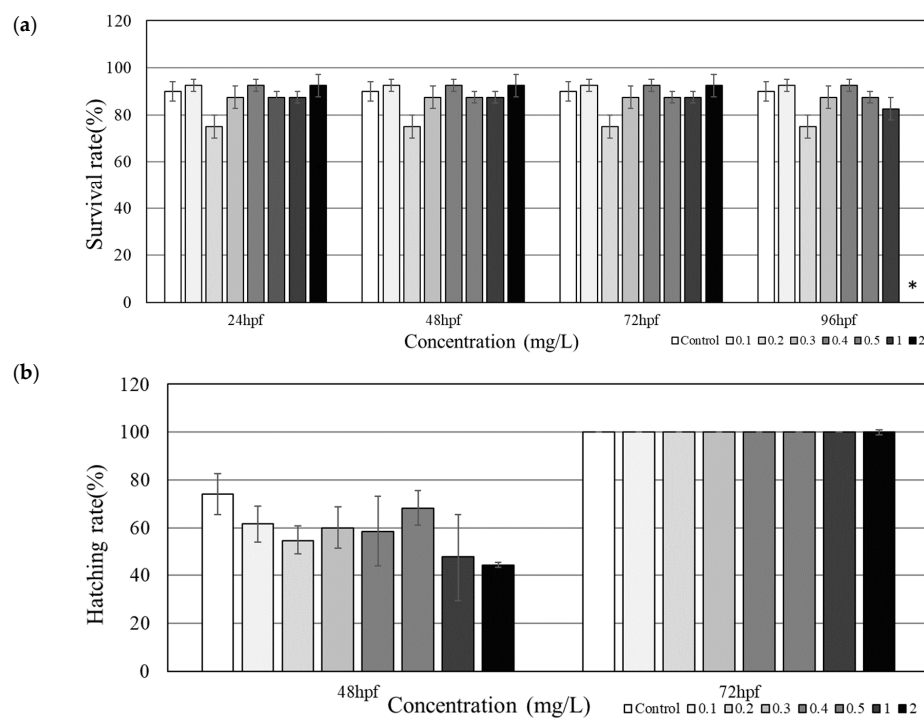 (a)
120
100
80
60
40
20
0
Survival rate(%)
24hpf 48hpf 72hpf 96hpf
*
Concentration (mg/L)
Control 0.1 0.2 0.3 0.4 0.5 1 2
(b)
120
100
80
60
40
20
0
Hatching rate(%)
48hpf 72hpf
Concentration (mg/L)
Control 0.1 0.2 0.3 0.4 0.5 1 2